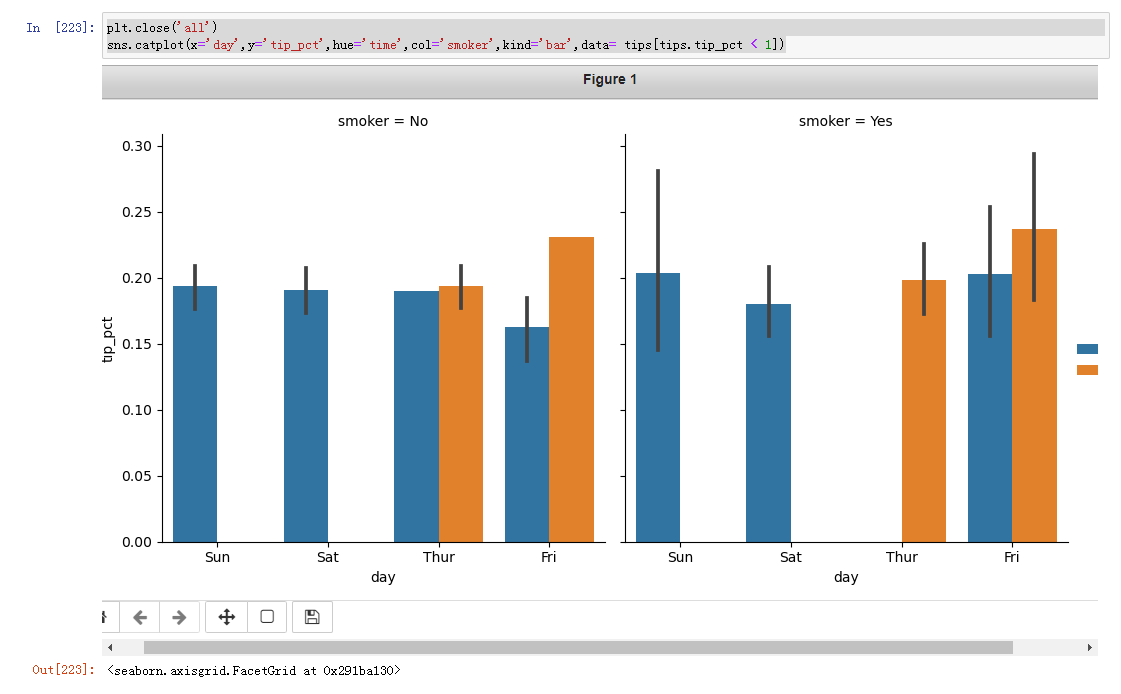 In [223]: plt.close('all')
sns.catplot(x='day',y='tip_pct',hue='time',col='smoker',kind='bar',data= tips[tips.tip_pct < 1])
Figure 1
smoker = No
smoker = Yes
0.30
0.25
0.20
0.15
0.10
0.05
0.00
tip_pct
Sun Sat Thur Fri
Sun Sat Thur Fri
day
day
Out[223]: <seaborn.axisgrid.FacetGrid at 0x291ba130>